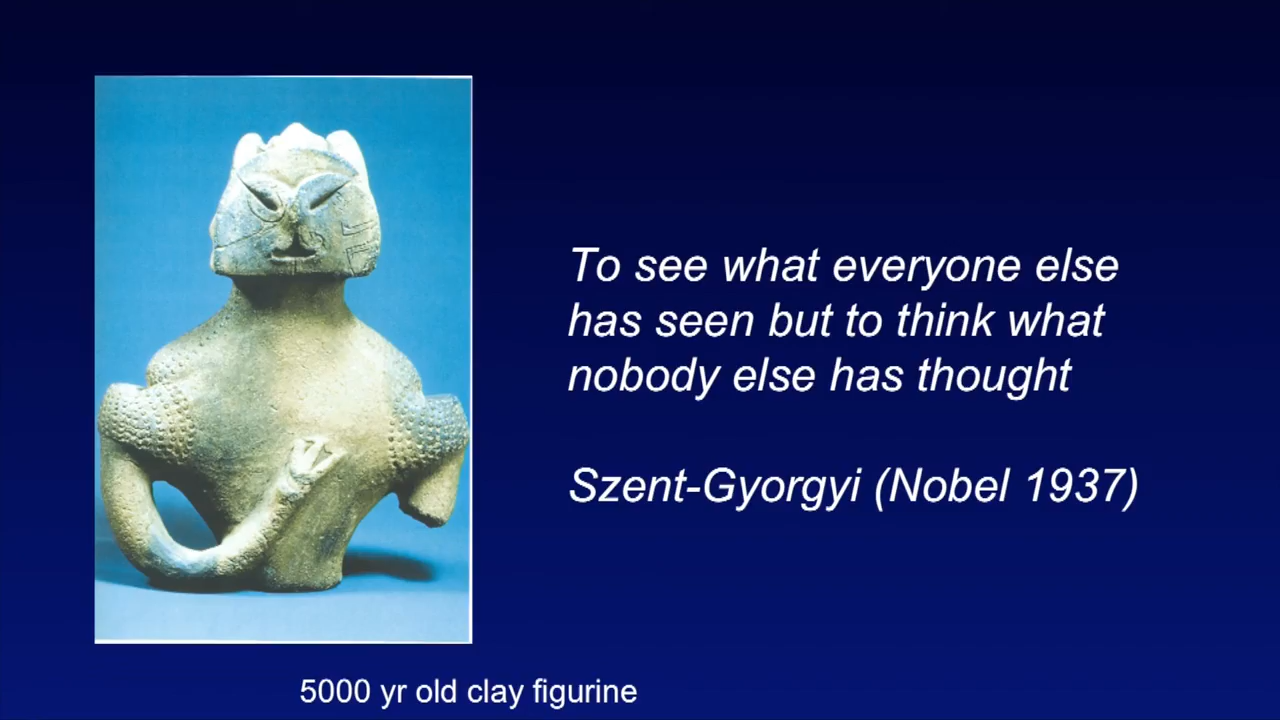 To see what everyone else
has seen but to think what
nobody else has thought
Szent-Gyorgyi (Nobel 1937)
5000 yr old clay figurine